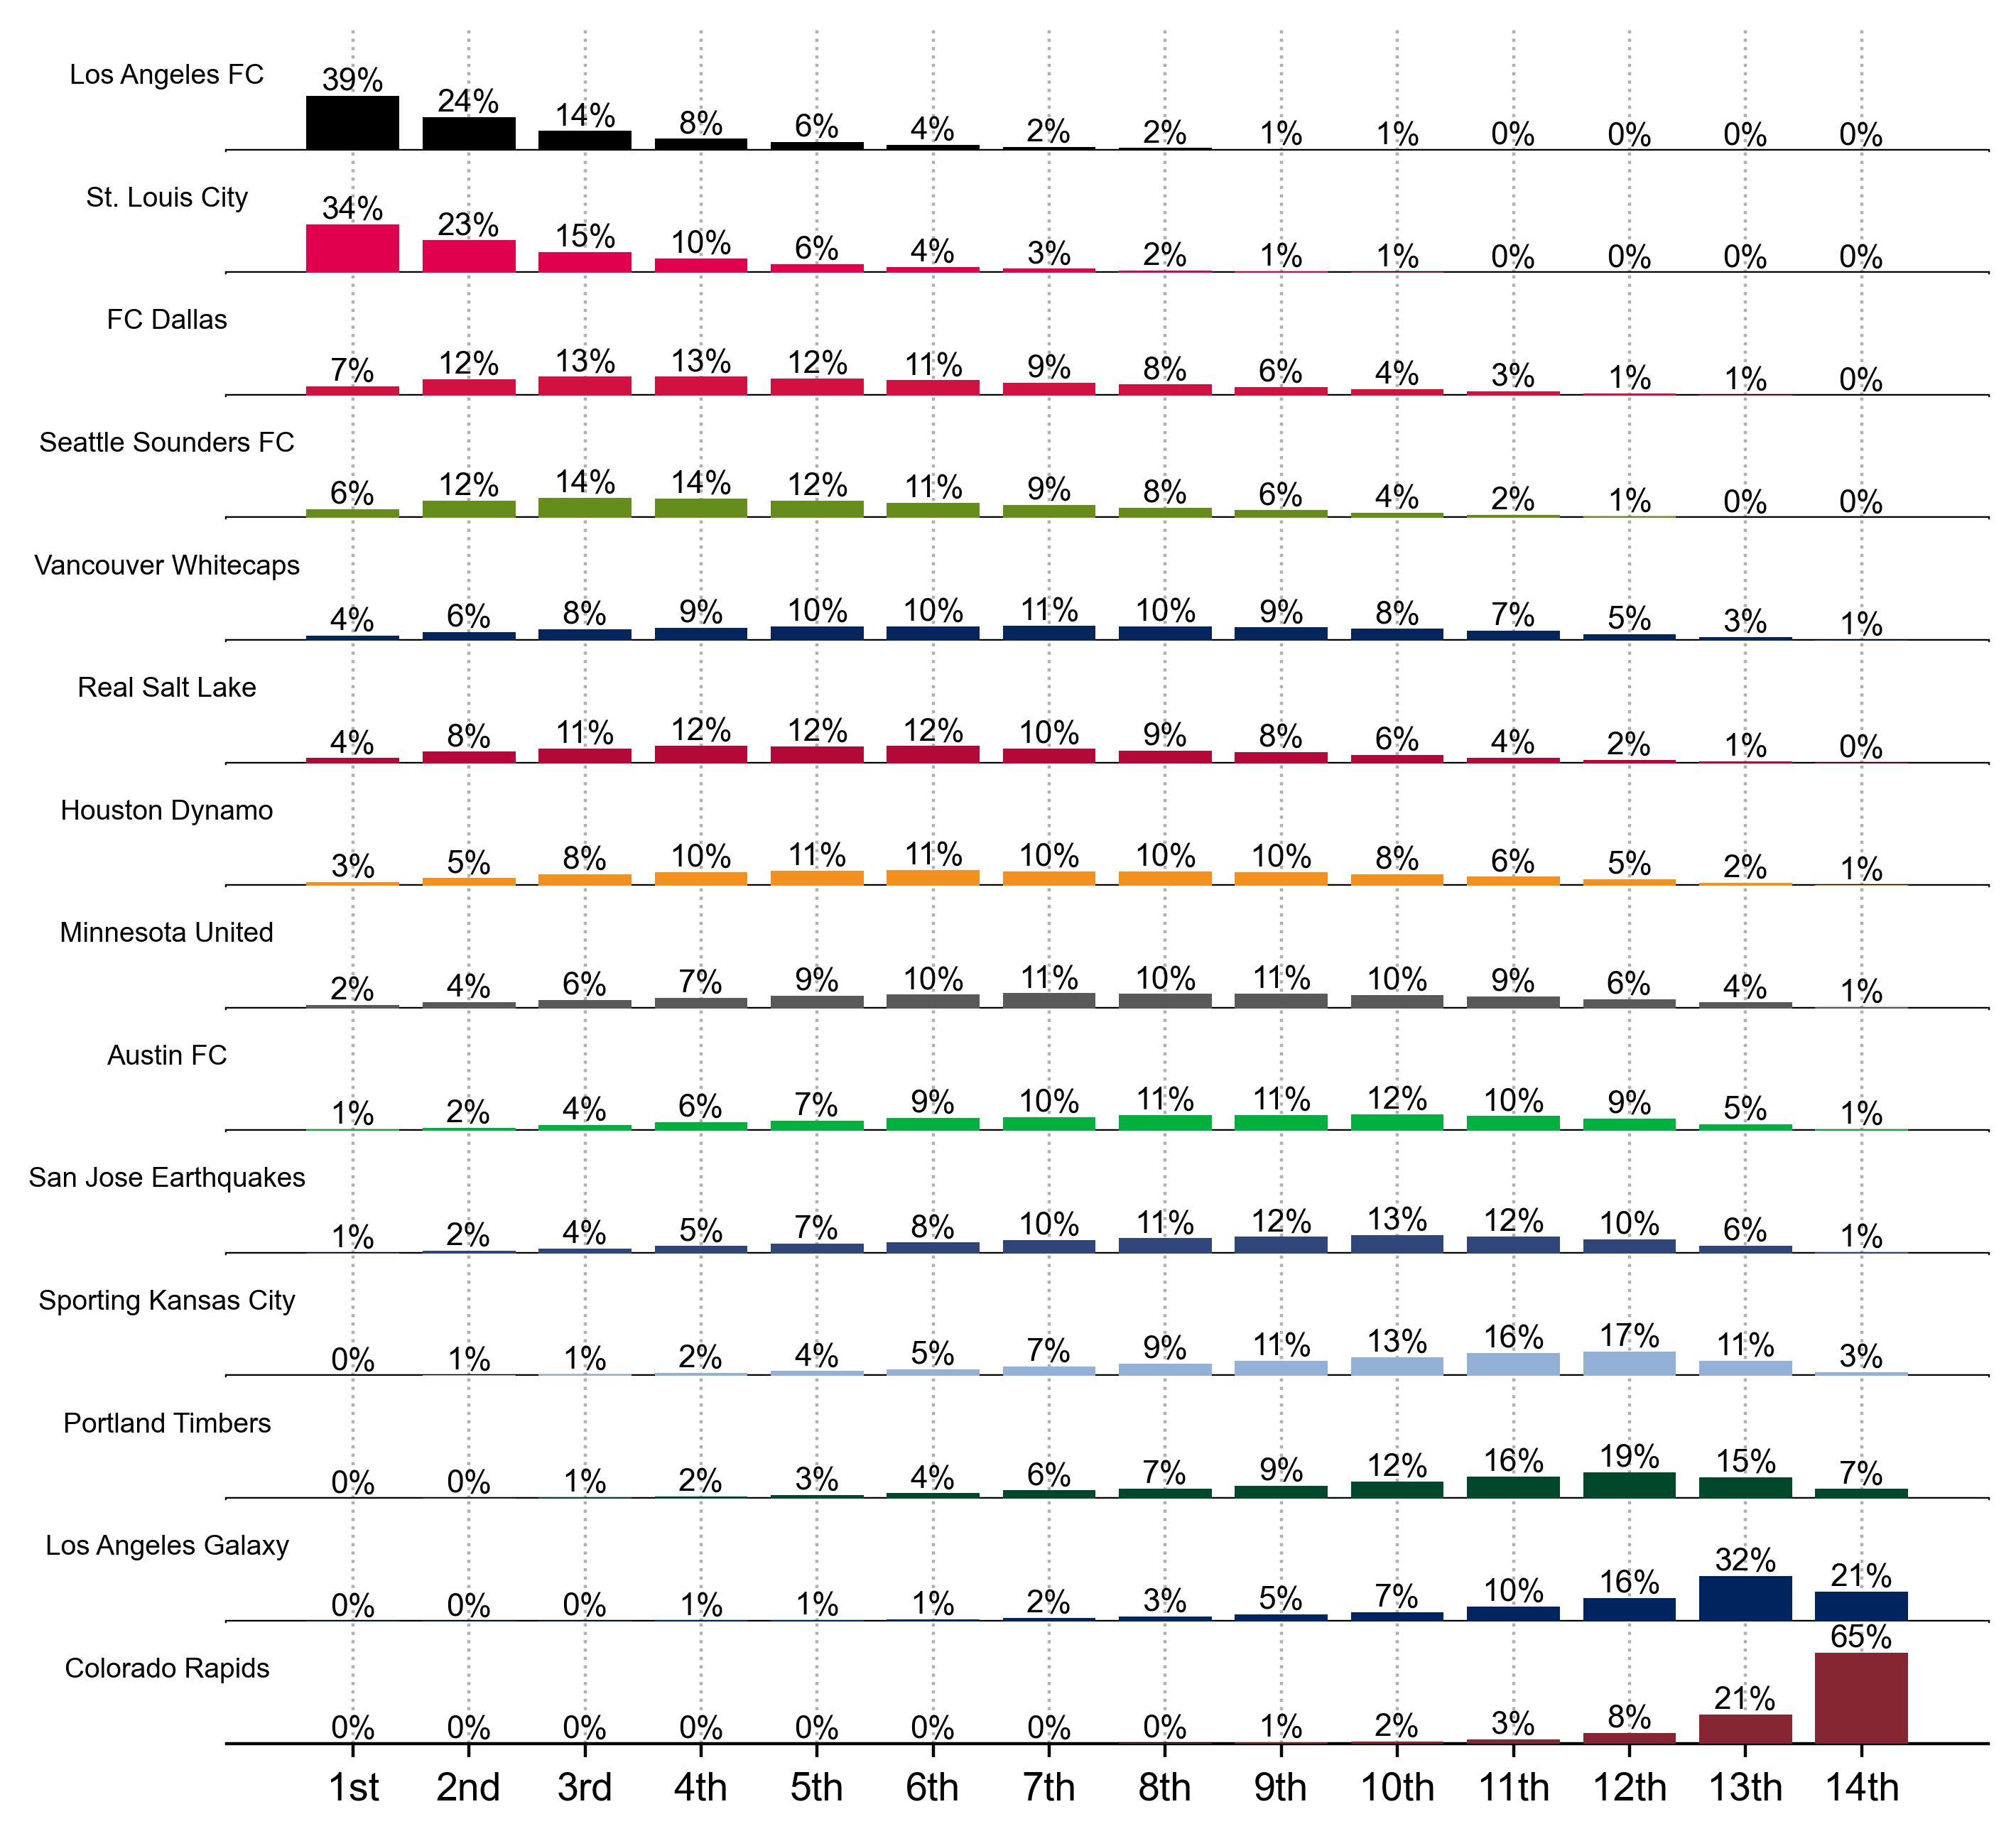 Los Angeles FC
39% 24% 14% 8% 6% 4% 2% 2% 1% 1% 0% 0% 0% 0%
St. Louis City
34% 23% 15% 10% 6% 4% 3% 2% 1% 1% 0% 0% 0% 0%
FC Dallas
7% 12% 13% 13% 12% 11% 9% 8% 6% 4% 3% 1% 1% 0%
Seattle Sounders FC
6% 12% 14% 14% 12% 11% 9% 8% 6% 4% 2% 1% 0% 0%
Vancouver Whitecaps
4% 6% 8% 9% 10% 10% 11% 10% 9% 8% 7% 5% 3% 1%
Real Salt Lake
4% 8% 11% 12% 12% 12% 10% 9% 8% 6% 4% 2% 1% 0%
Houston Dynamo
3% 5% 8% 10% 11% 11% 10% 10% 10% 8% 6% 5% 2% 1%
Minnesota United
2% 4% 6% 7% 9% 10% 11% 10% 11% 10% 9% 6% 4% 1%
Austin FC
1% 2% 4% 6% 7% 9% 10% 11% 11% 12% 10% 9% 5% 1%
San Jose Earthquakes
1% 2% 4% 5% 7% 8% 10% 11% 12% 13% 12% 10% 6% 1%
Sporting Kansas City
0% 1% 1% 2% 4% 5% 7% 9% 11% 13% 16% 17% 11% 3%
Portland Timbers
0% 0% 1% 2% 3% 4% 6% 7% 9% 12% 16% 19% 15% 7%
Los Angeles Galaxy
0% 0% 0% 1% 1% 1% 2% 3% 5% 7% 10% 16% 32% 21%
Colorado Rapids
0% 0% 0% 0% 0% 0% 0% 0% 1% 2% 3% 8% 21% 65%
1st 2nd 3rd 4th 5th 6th 7th 8th 9th 10th 11th 12th 13th 14th